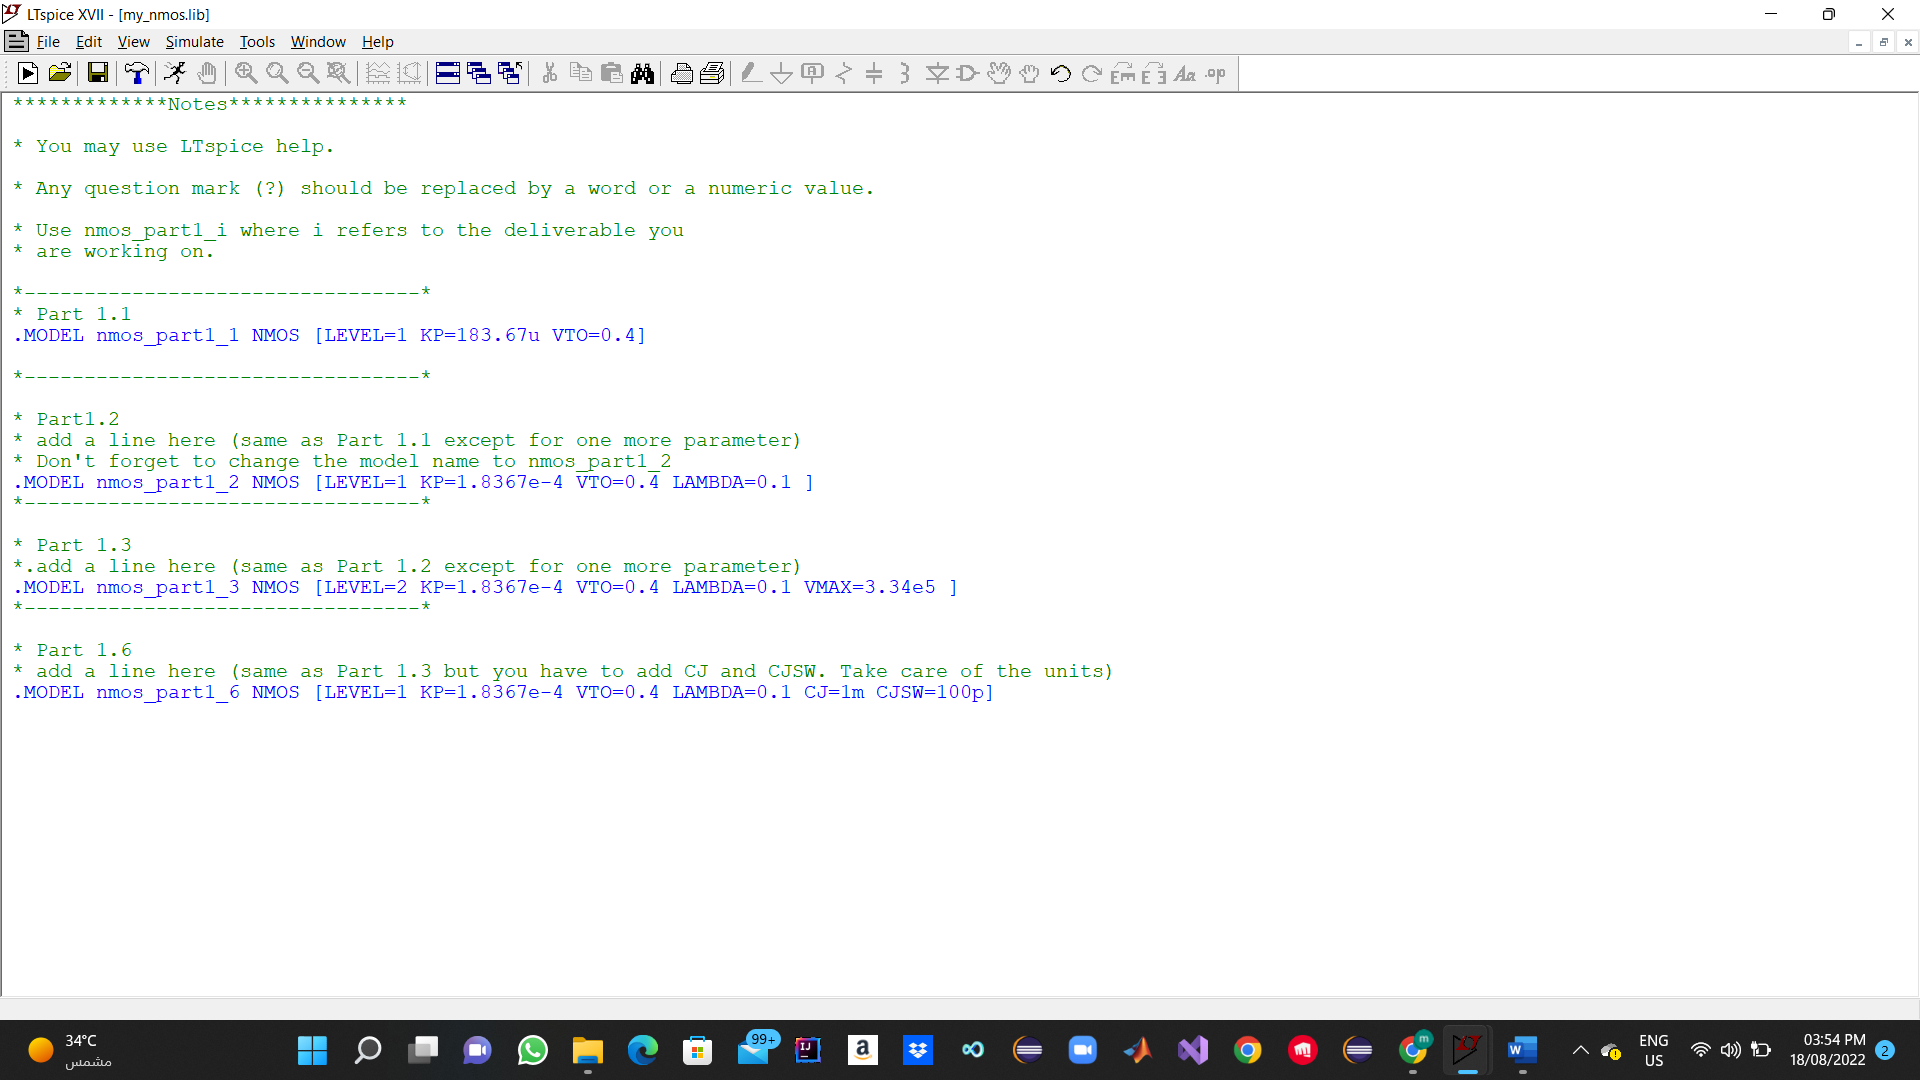 LTspice XVII - [my_nmos.lib]
File Edit View Simulate Tools Window Help
*************Notes***************
* You may use LTspice help.
* Any question mark (?) should be replaced by a word or a numeric value.
* Use nmos_part1_i where i refers to the deliverable you
* are working on.
*---------------------------------*
* Part 1.1
.MODEL nmos_part1_1 NMOS [LEVEL=1 KP=183.67u VTO=0.4]
*---------------------------------*
* Part1.2
* add a line here (same as Part 1.1 except for one more parameter)
* Don't forget to change the model name to nmos_part1_2
.MODEL nmos_part1_2 NMOS [LEVEL=1 KP=1.8367e-4 VTO=0.4 LAMBDA=0.1 ]
*---------------------------------*
* Part 1.3
*.add a line here (same as Part 1.2 except for one more parameter)
.MODEL nmos_part1_3 NMOS [LEVEL=2 KP=1.8367e-4 VTO=0.4 LAMBDA=0.1 VMAX=3.34e5 ]
*---------------------------------*
* Part 1.6
* add a line here (same as Part 1.3 but you have to add CJ and CJSW. Take care of the units)
.MODEL nmos_part1_6 NMOS [LEVEL=1 KP=1.8367e-4 VTO=0.4 LAMBDA=0.1 CJ=1m CJSW=100p]
34°C
مشمس
99+
ENG
US
03:54 PM
18/08/2022
2